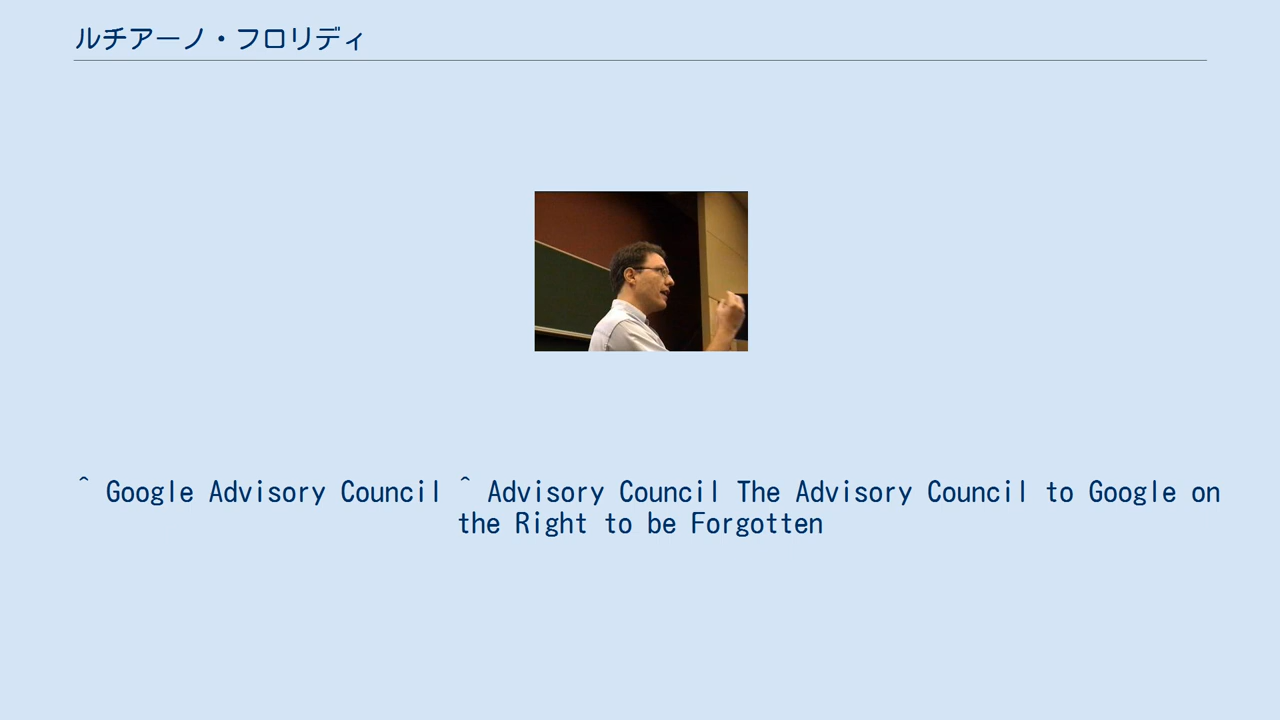 ルチアーノ・フロリディ
^ Google Advisory Council ^ Advisory Council The Advisory Council to Google on
the Right to be Forgotten